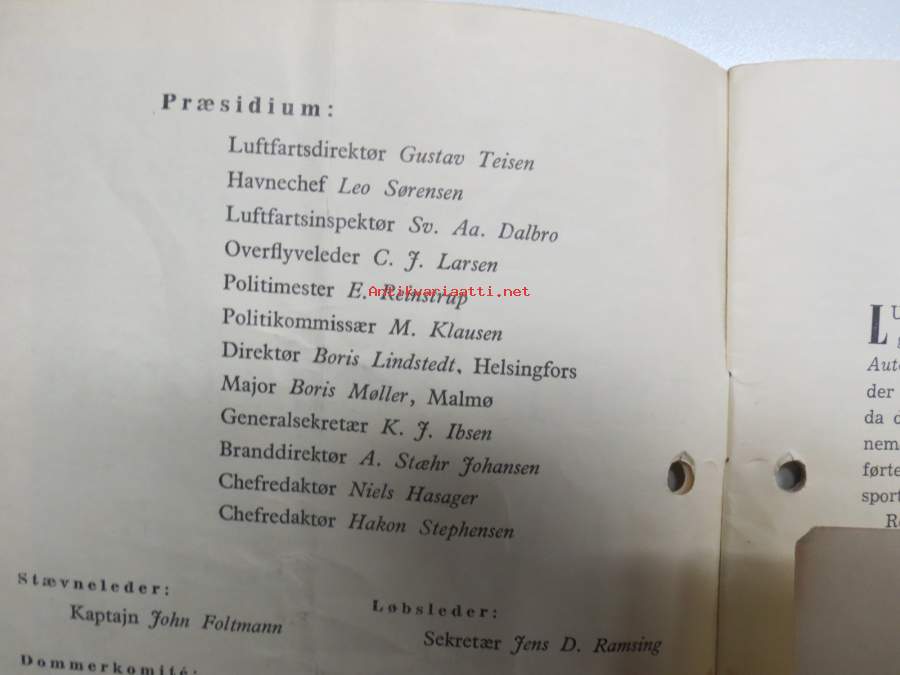 Præsidium:
Luftfartsdirektør Gustav Teisen
Havnechef Leo Sørensen
Luftfartsinspektør Sv. Aa. Dalbro
Overflyveleder C. J. Larsen
Politimester E. Reinstrup
Antikvariaatti.net
Politikommissær M. Klausen
Direktør Boris Lindstedt, Helsingfors
Major Boris Møller, Malmø
Generalsekretær K. J. Ibsen
Branddirektør A. Stæhr Johansen
Chefredaktør Niels Hasager
Chefredaktør Hakon Stephensen
Stævneleder:
Kaptajn John Foltmann
Løbsleder:
Sekretær Jens D. Ramsing
Dommerkomité:
LU
g
Auto
der
da d
nem
førte
sport
R